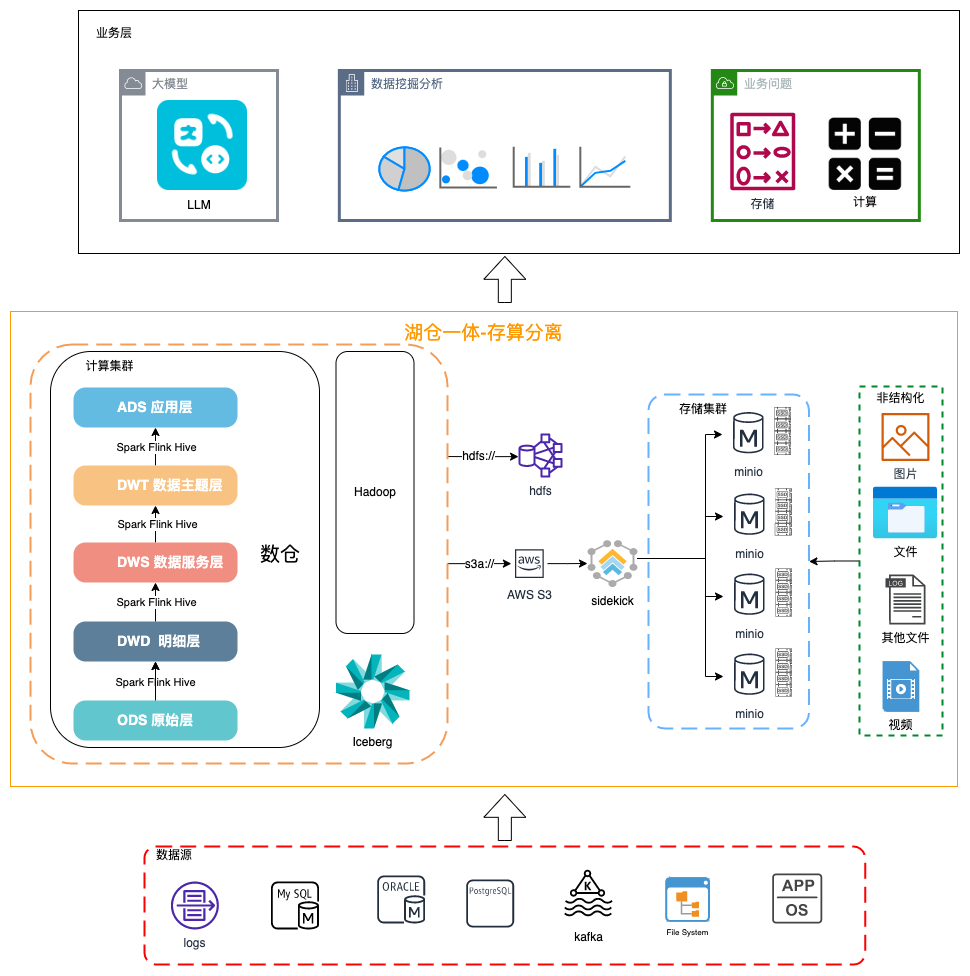 业务层
大模型
LLM
数据挖掘分析
业务问题
存储
计算
湖仓一体-存算分离
计算集群
ADS 应用层
Spark Flink Hive
DWT 数据主题层
Spark Flink Hive
DWS 数据服务层
Spark Flink Hive
DWD 明细层
Spark Flink Hive
ODS 原始层
数仓
Hadoop
Iceberg
hdfs://
hdfs
s3a://
aws
AWS S3
sidekick
存储集群
M
minio
M
minio
M
minio
M
minio
非结构化
图片
文件
LOG
其他文件
视频
数据源
logs
My SQL
M
ORACLE
M
PostgreSQL
K
kafka
File System
APP
OS